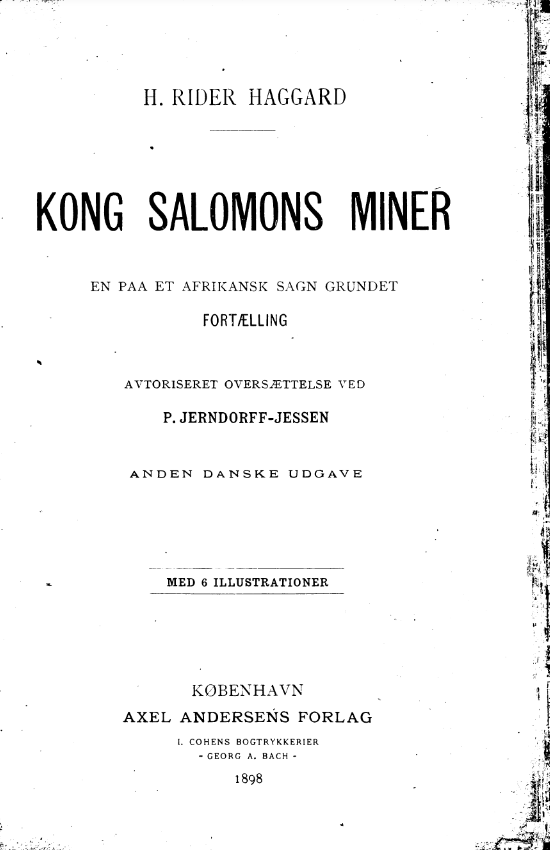 H. RIDER HAGGARD
KONG SALOMONS MINER
EN PAA ET AFRIKANSK SAGN GRUNDET
FORTÆLLING
AVTORISERET OVERSÆTTELSE VED
P. JERNDORFF-JESSEN
ANDEN DANSKE UDGAVE
MED 6 ILLUSTRATIONER
KØBENHAVN
AXEL ANDERSENS FORLAG
I. COHENS BOGTRYKKERIER
- GEORG A. BACH -
1898